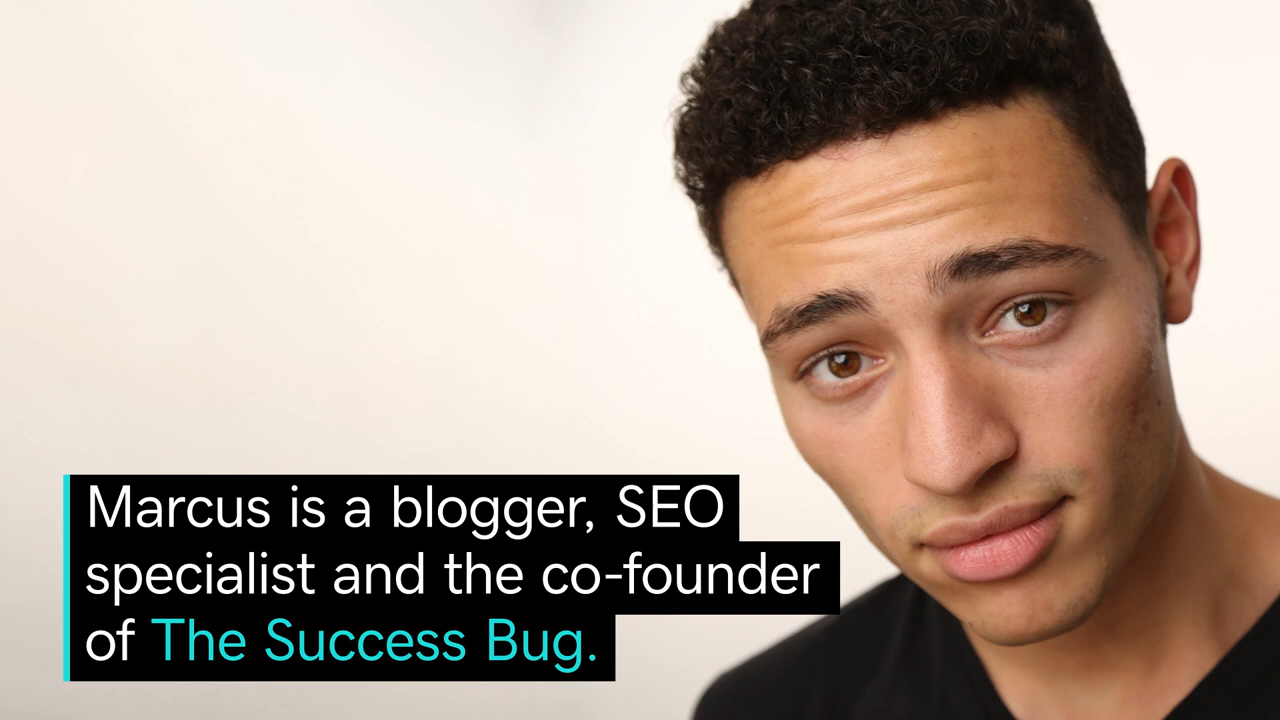 Marcus is a blogger, SEO
specialist and the co-founder
of The Success Bug.